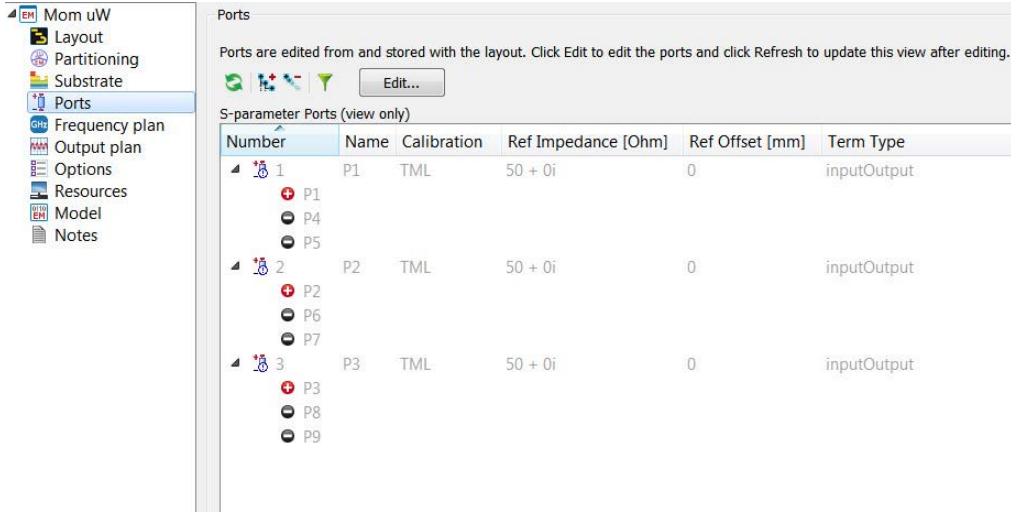 Mom uW
Layout
Partitioning
Substrate
Ports
Frequency plan
Output plan
Options
Resources
Model
Notes
Ports
Ports are edited from and stored with the layout. Click Edit to edit the ports and click Refresh to update this view after editing.
Edit...
S-parameter Ports (view only)
Number Name Calibration Ref Impedance [Ohm] Ref Offset [mm] Term Type
1 P1 TML 50 + 0i 0 inputOutput
P1
P4
P5
2 P2 TML 50 + 0i 0 inputOutput
P2
P6
P7
3 P3 TML 50 + 0i 0 inputOutput
P3
P8
P9